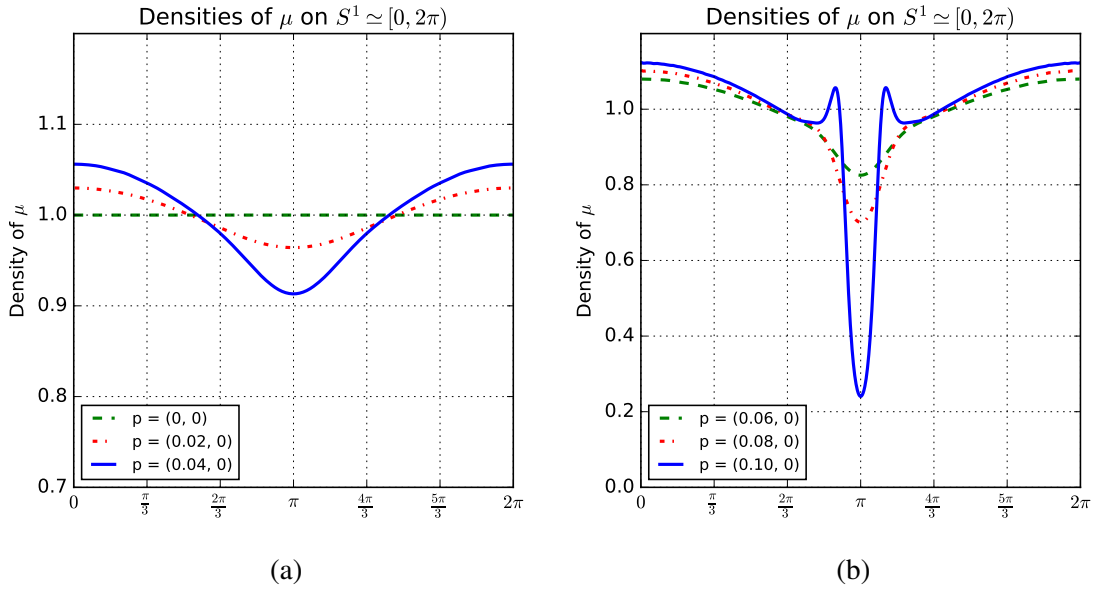 Densities of μ on S¹ ≃ [0, 2π)
Density of μ
1.1
1.0
0.9
0.8
0.7
p = (0, 0)
p = (0.02, 0)
p = (0.04, 0)
0 π/3 2π/3 π 4π/3 5π/3 2π
(a)
Densities of μ on S¹ ≃ [0, 2π)
Density of μ
1.0
0.8
0.6
0.4
0.2
0.0
p = (0.06, 0)
p = (0.08, 0)
p = (0.10, 0)
0 π/3 2π/3 π 4π/3 5π/3 2π
(b)